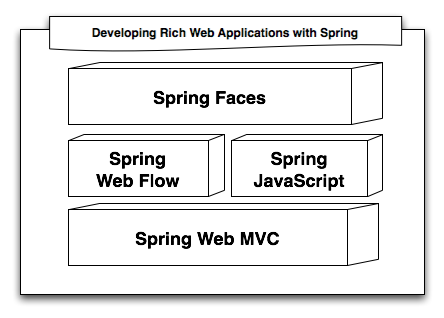 Developing Rich Web Applications with Spring
Spring Faces
Spring
Web Flow
Spring
JavaScript
Spring Web MVC